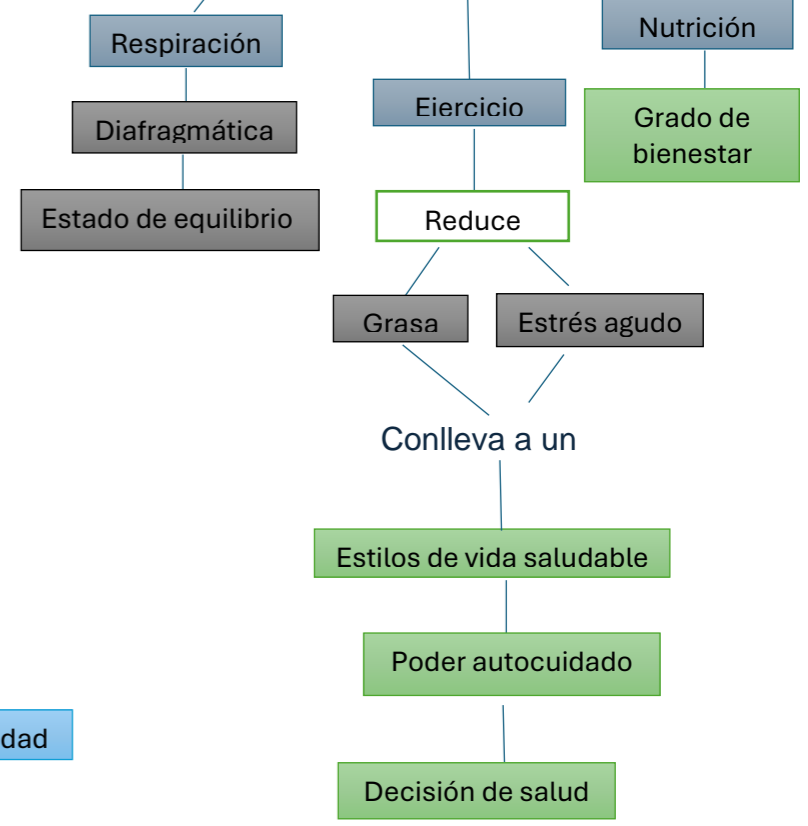 Respiración
Nutrición
Ejercicio
Diafragmática
Grado de
bienestar
Estado de equilibrio
Reduce
Grasa
Estrés agudo
Conlleva a un
Estilos de vida saludable
Poder autocuidado
dad
Decisión de salud